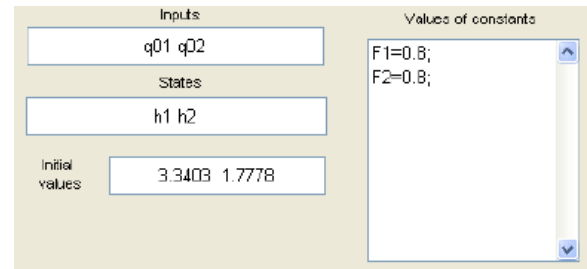 Inputs
q01 q02
States
h1 h2
Initial
values
3.3403 1.7778
Values of constants
F1=0.8;
F2=0.8;